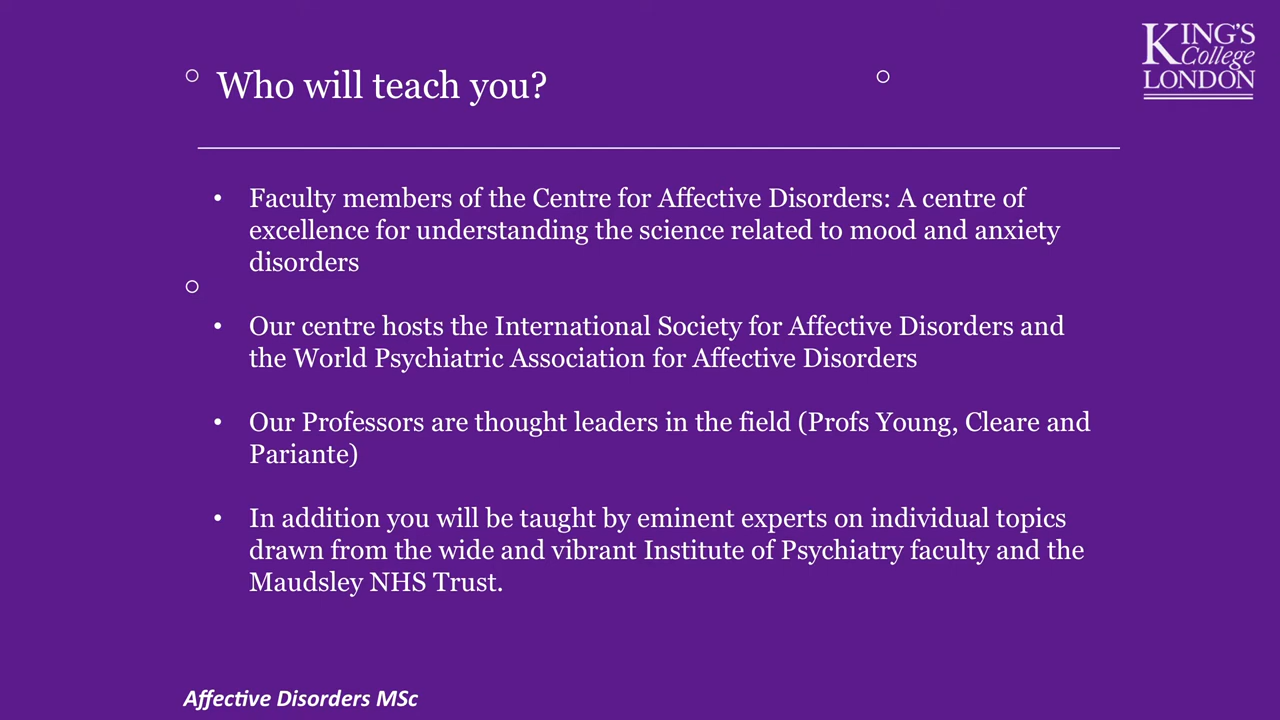 KING'S
College
LONDON
Who will teach you?
• Faculty members of the Centre for Affective Disorders: A centre of
excellence for understanding the science related to mood and anxiety
disorders
• Our centre hosts the International Society for Affective Disorders and
the World Psychiatric Association for Affective Disorders
• Our Professors are thought leaders in the field (Profs Young, Cleare and
Pariante)
• In addition you will be taught by eminent experts on individual topics
drawn from the wide and vibrant Institute of Psychiatry faculty and the
Maudsley NHS Trust.
Affective Disorders MSc